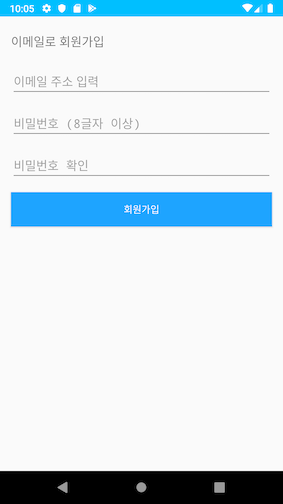 10:05
이메일로 회원가입
이메일 주소 입력
비밀번호 (8글자 이상)
비밀번호 확인
회원가입